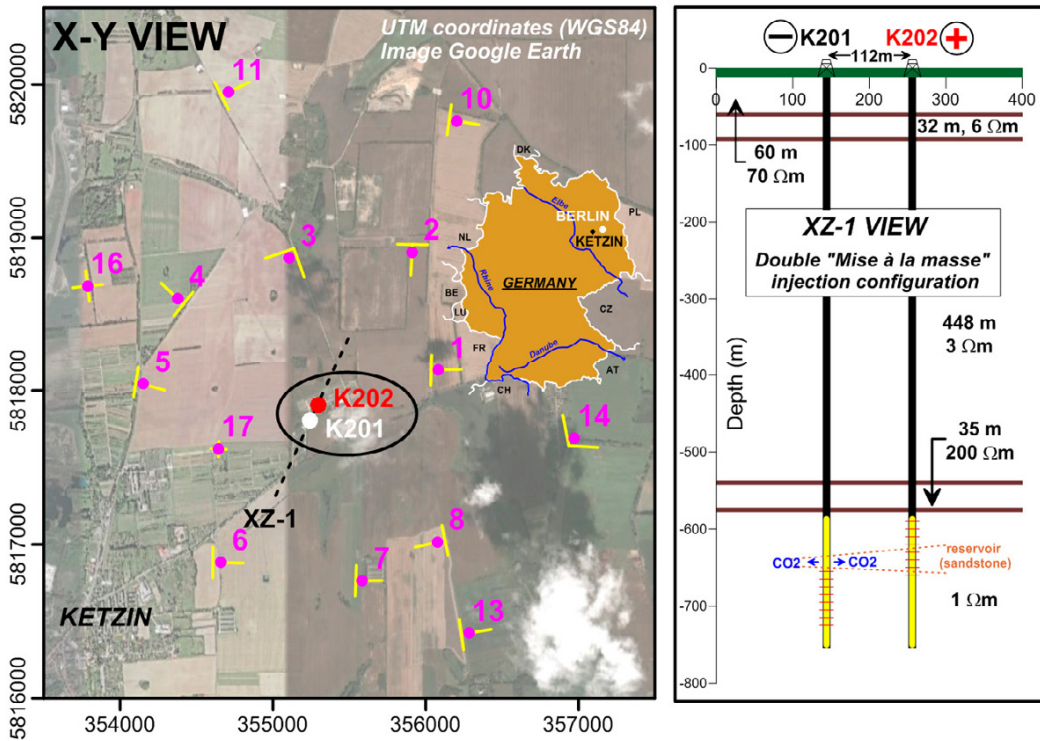 X-Y VIEW
UTM coordinates (WGS84)
Image Google Earth
11
10
3
2
16
4
5
1
17
14
6
8
7
13
K202
K201
XZ-1
KETZIN
DK
Elbe
PL
BERLIN
KETZIN
NL
Rhine
GERMANY
BE
LU
CZ
FR
Danube
AT
CH
5820000
5819000
5818000
5817000
5816000
354000
355000
356000
357000
− K201
K202 +
112m
0
-100
-200
-300
-400
-500
-600
-700
-800
Depth (m)
0
100
200
300
400
32 m, 6 Ωm
60 m
70 Ωm
XZ-1 VIEW
Double "Mise à la masse"
injection configuration
448 m
3 Ωm
35 m
200 Ωm
CO2
CO2
reservoir
(sandstone)
1 Ωm